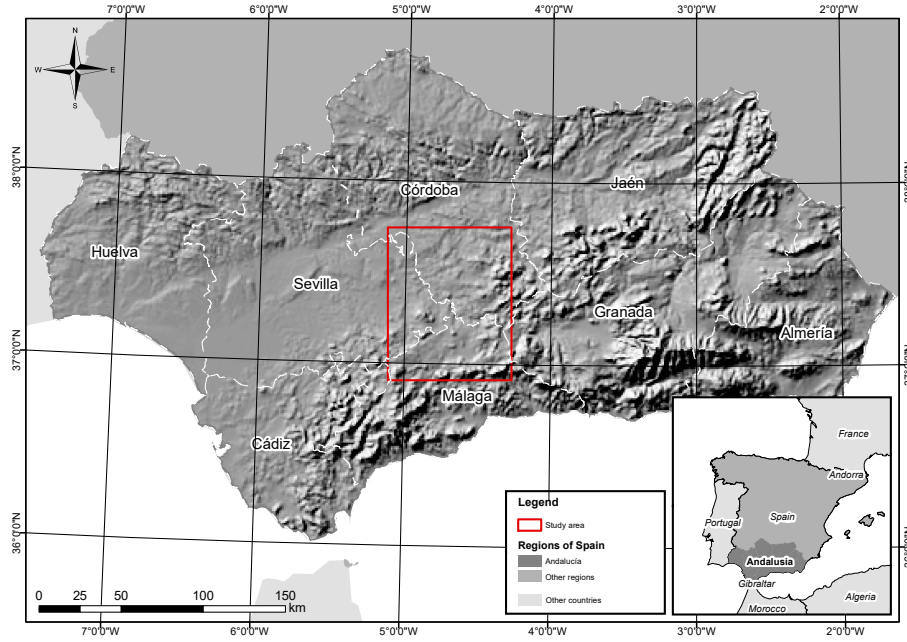 7°0'0"W 6°0'0"W 5°0'0"W 4°0'0"W 3°0'0"W 2°0'0"W
N
W E
S
38°0'0"N
Córdoba
Jaén
Huelva
Sevilla
Granada
Almería
37°0'0"N
Málaga
Cádiz
36°0'0"N
Legend
Study area
Regions of Spain
Andalucía
Other regions
Other countries
France
Andorra
Portugal
Spain
Andalusia
Gibraltar
Algeria
Morocco
0 25 50 100 150
km
7°0'0"W 6°0'0"W 5°0'0"W 4°0'0"W 3°0'0"W 2°0'0"W